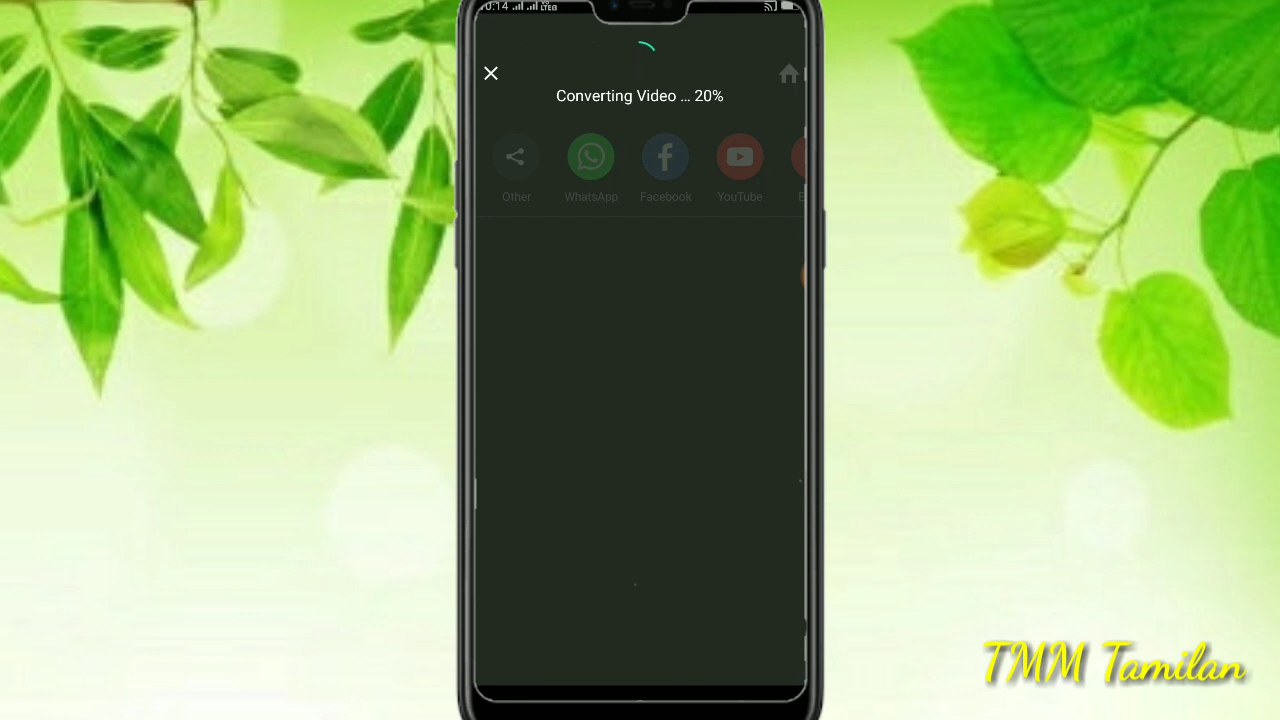 Converting Video ... 20%
Other
WhatsApp
Facebook
YouTube
TMM Tamilan